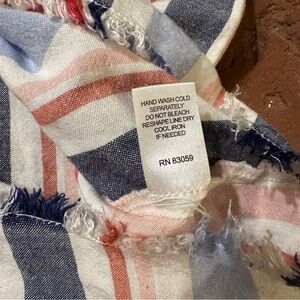 HAND WASH COLD
SEPARATELY
DO NOT BLEACH
RESHAPE LINE DRY
COOL IRON
IF NEEDED
RN 83059